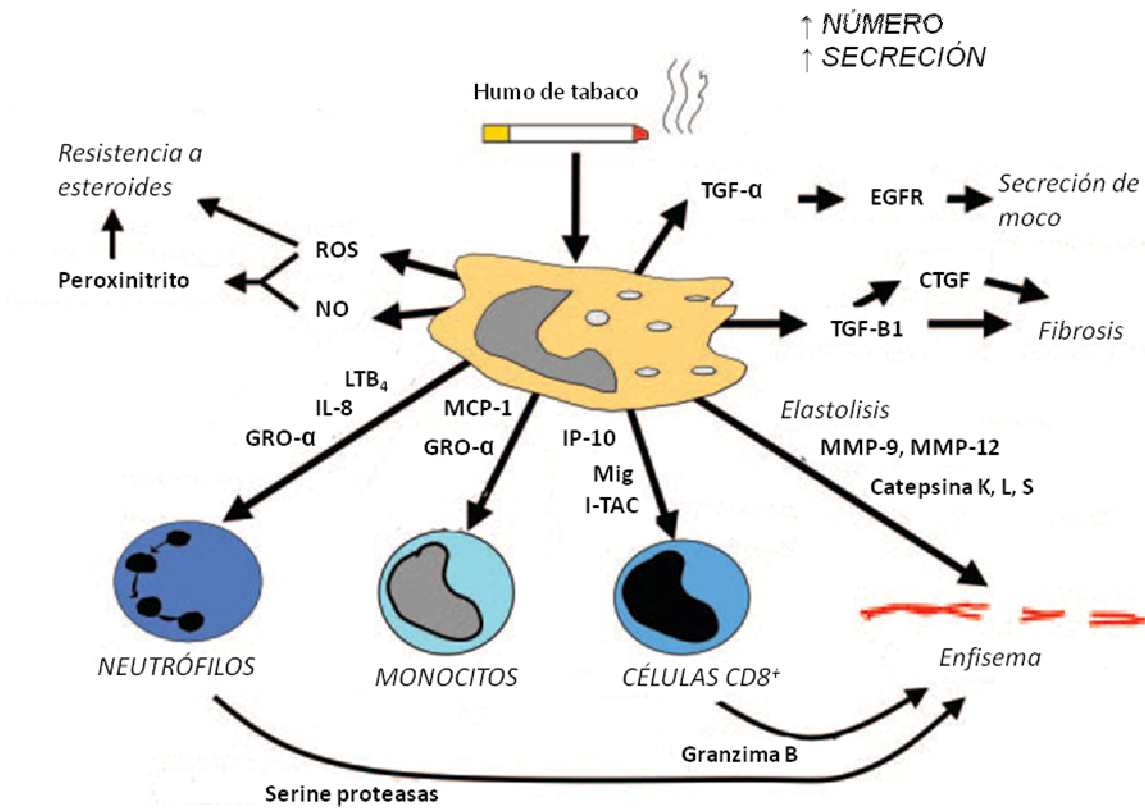 ↑ NÚMERO
↑ SECRECIÓN
Humo de tabaco
Resistencia a
esteroides
TGF-α
EGFR
Secreción de
moco
ROS
Peroxinitrito
NO
CTGF
TGF-B1
Fibrosis
LTB₄
IL-8
GRO-α
MCP-1
GRO-α
IP-10
Mig
I-TAC
Elastolisis
MMP-9, MMP-12
Catepsina K, L, S
NEUTRÓFILOS
MONOCITOS
CÉLULAS CD8⁺
Enfisema
Granzima B
Serine proteasas